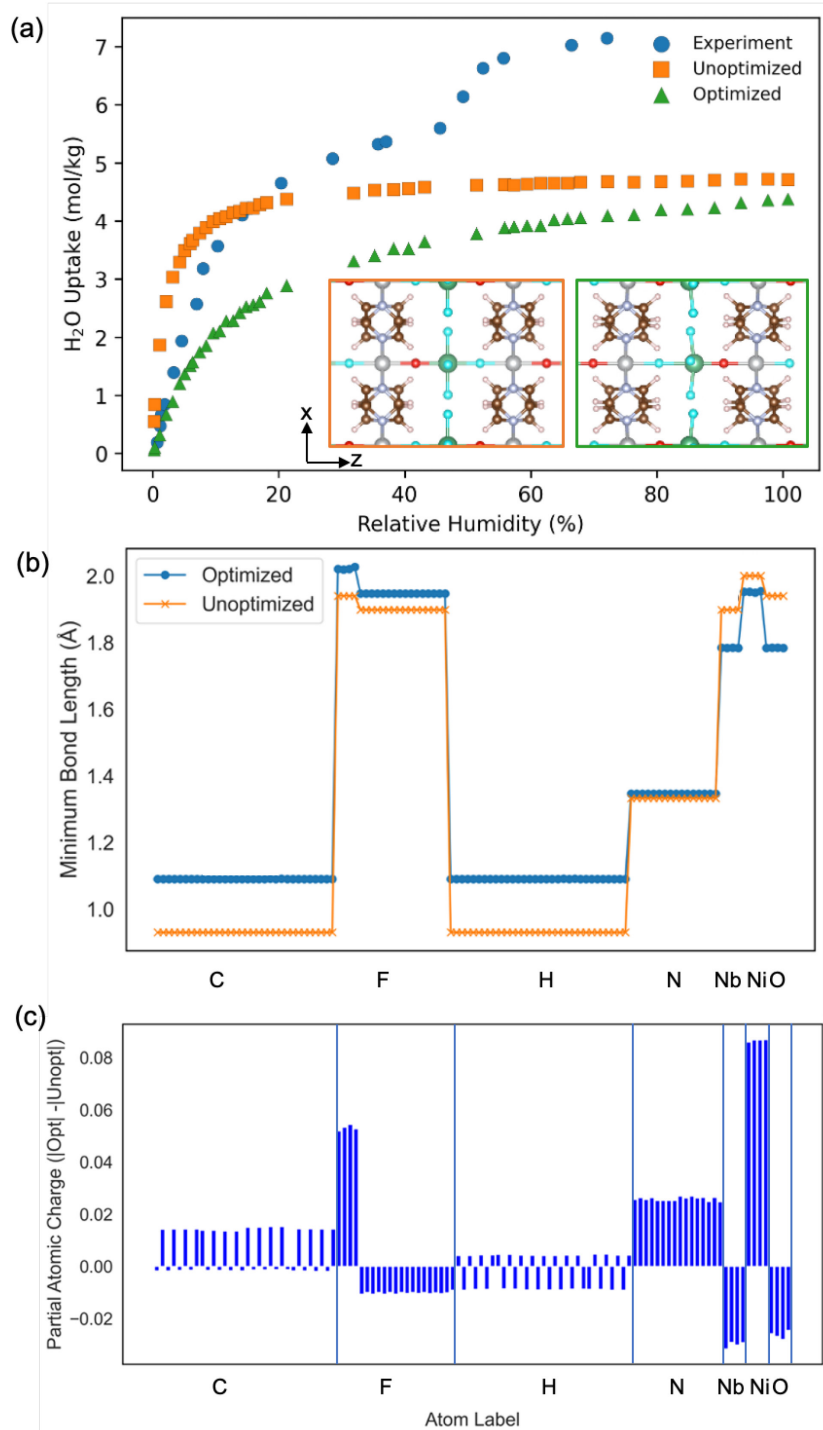 (a)
7
6
5
4
3
2
1
0
H₂O Uptake (mol/kg)
Experiment
Unoptimized
Optimized
X
Z
0 20 40 60 80 100
Relative Humidity (%)
(b)
2.0
1.8
1.6
1.4
1.2
1.0
Minimum Bond Length (Å)
Optimized
Unoptimized
C F H N Nb Ni O
(c)
0.08
0.06
0.04
0.02
0.00
−0.02
Partial Atomic Charge (|Opt| -|Unopt|)
C F H N Nb Ni O
Atom Label